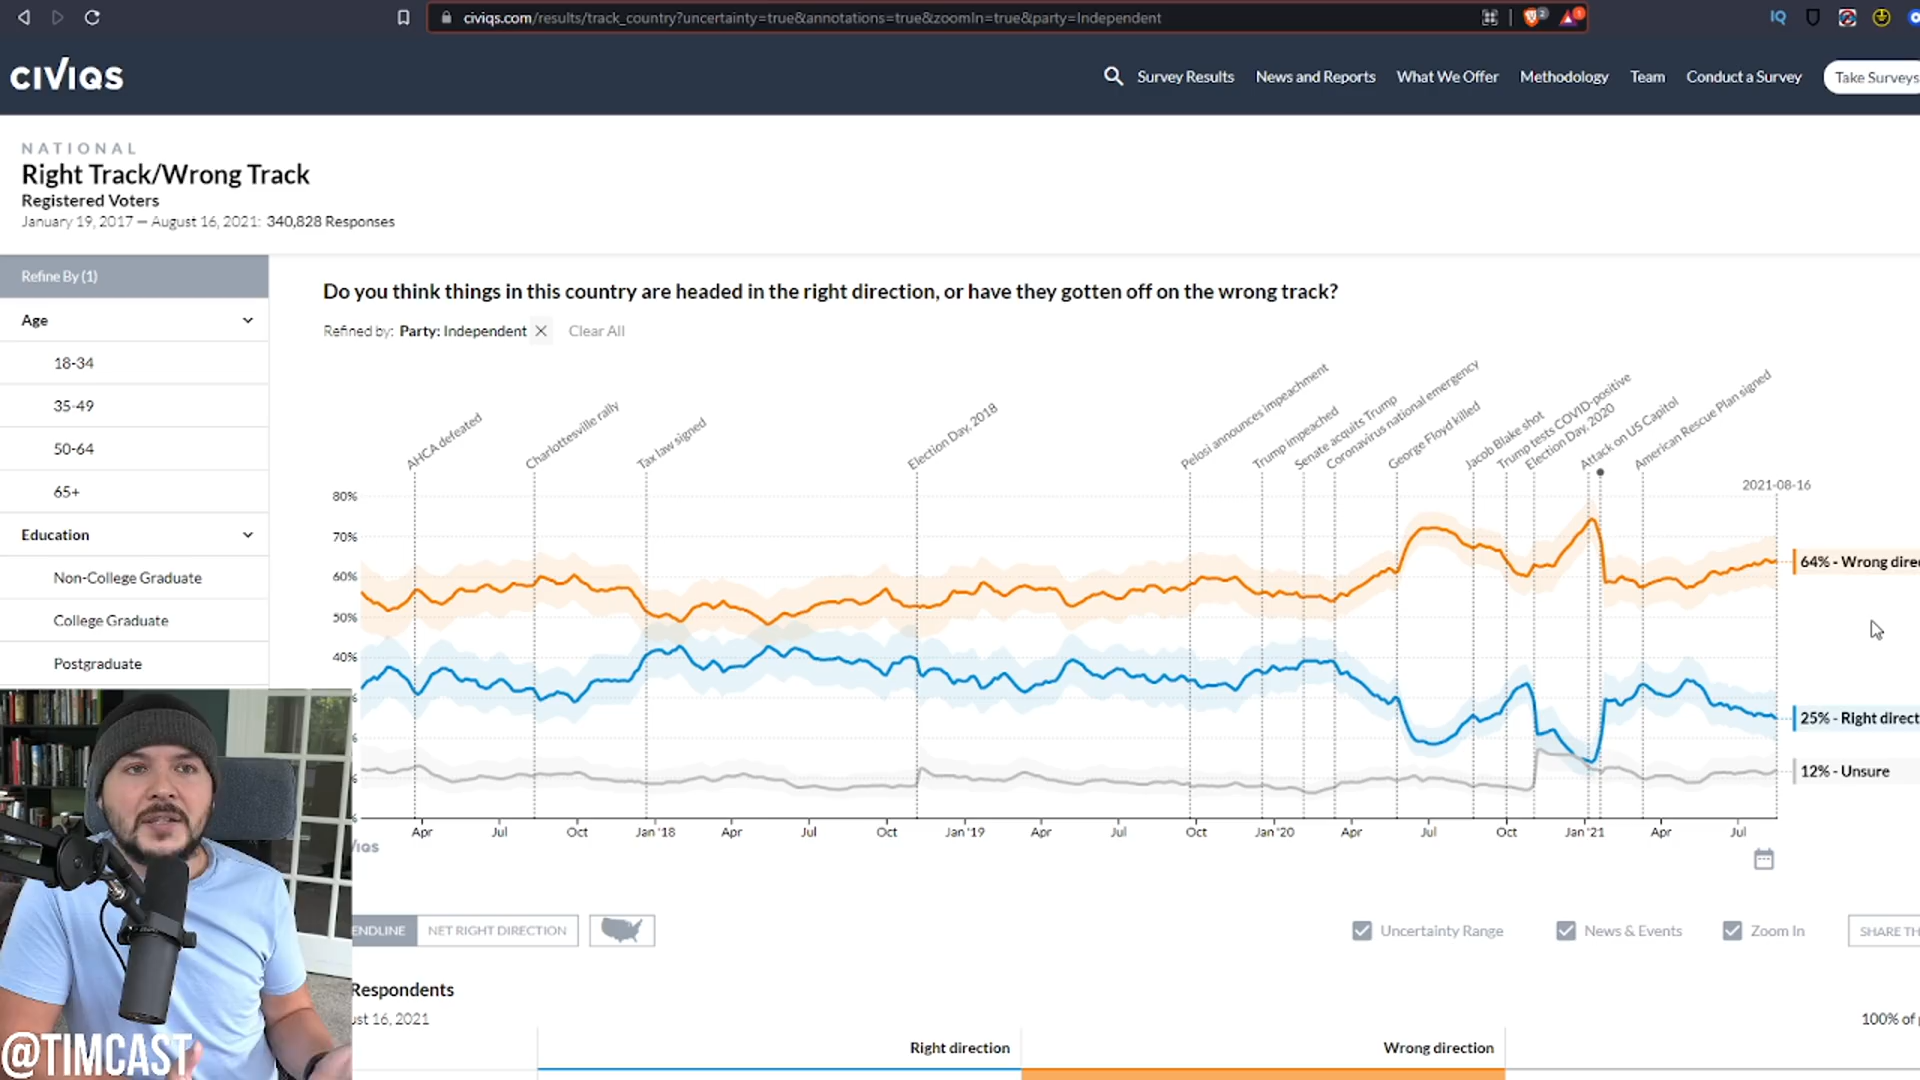 civiqs.com/results/track_country?uncertainty=true&annotations=true&zoomIn=true&party=Independent
IQ
CIVIQS
Survey Results
News and Reports
What We Offer
Methodology
Team
Conduct a Survey
Take Surveys
NATIONAL
Right Track/Wrong Track
Registered Voters
January 19, 2017 — August 16, 2021: 340,828 Responses
Refine By (1)
Age
18-34
35-49
50-64
65+
Education
Non-College Graduate
College Graduate
Postgraduate
Do you think things in this country are headed in the right direction, or have they gotten off on the wrong track?
Refined by: Party: Independent
Clear All
AHCA defeated
Charlottesville rally
Tax law signed
Election Day, 2018
Pelosi announces impeachment
Trump impeached
Senate acquits Trump
Coronavirus national emergency
George Floyd killed
Jacob Blake shot
Trump tests COVID-positive
Election Day, 2020
Attack on US Capitol
American Rescue Plan signed
2021-08-16
80%
70%
60%
50%
40%
64% - Wrong direc
25% - Right direct
12% - Unsure
Apr Jul Oct Jan '18 Apr Jul Oct Jan '19 Apr Jul Oct Jan '20 Apr Jul Oct Jan '21 Apr Jul
iqs
ENDLINE
NET RIGHT DIRECTION
Uncertainty Range
News & Events
Zoom In
SHARE TH
Respondents
ust 16, 2021
100% of
Right direction
Wrong direction
@TIMCAST